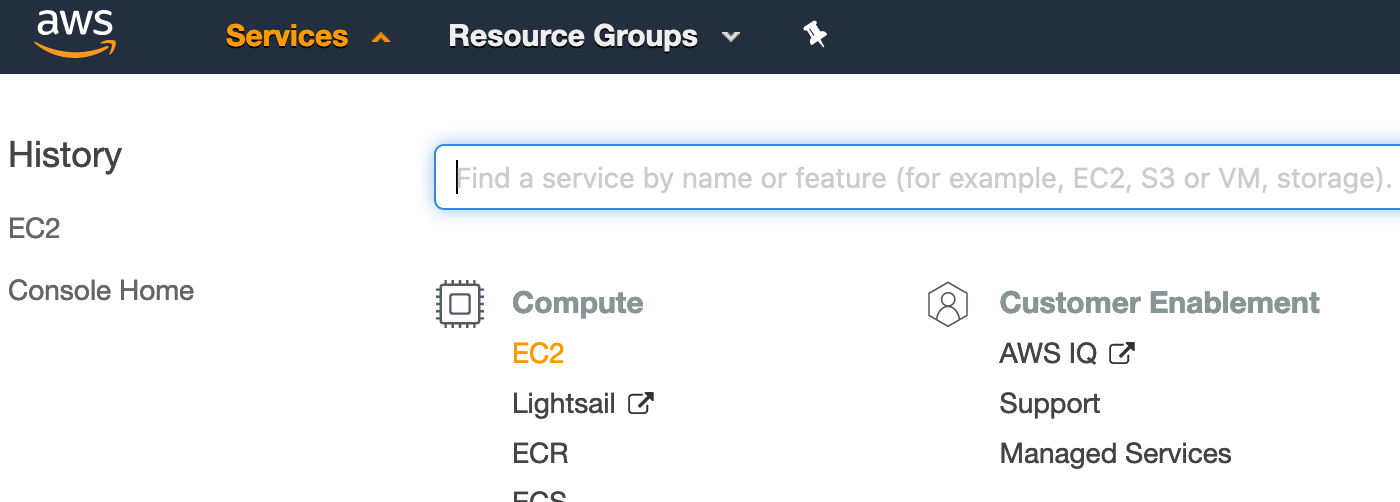 aws
Services
Resource Groups
History
Find a service by name or feature (for example, EC2, S3 or VM, storage).
EC2
Console Home
Compute
EC2
Lightsail
ECR
ECS
Customer Enablement
AWS IQ
Support
Managed Services